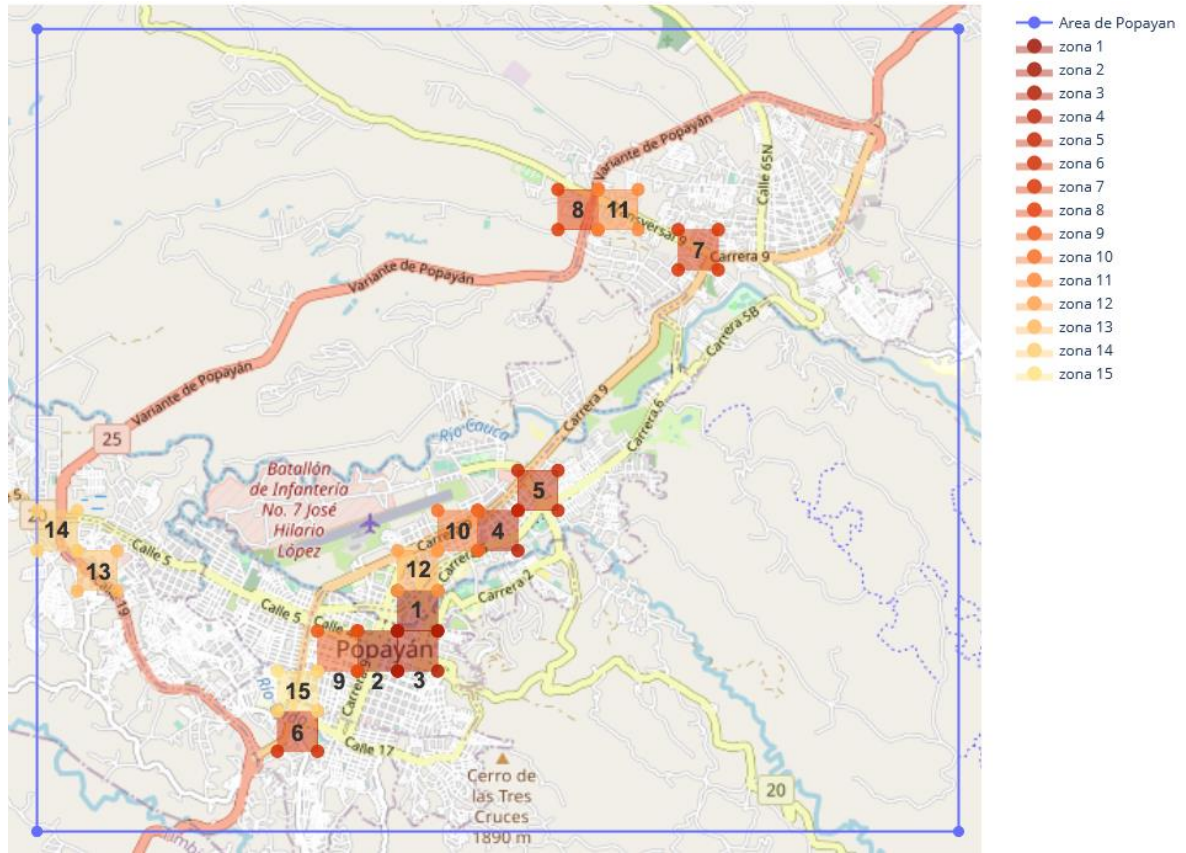 Area de Popayan
zona 1
zona 2
zona 3
zona 4
zona 5
zona 6
zona 7
zona 8
zona 9
zona 10
zona 11
zona 12
zona 13
zona 14
zona 15
Variante de Popayán
Calle 65N
8
11
7
Carrera 9
Variante de Popayán
Carrera 5B
Variante de Popayán
Carrera 9
Carrera 6
25
Río Cauca
Batallón
de Infantería
No. 7 José
Hilario
López
5
14
10
4
Calle 5
13
12
Carrera 2
19
Calle 5
1
Popayán
9
2
3
15
6
Calle 17
Cerro de
las Tres
Cruces
1890 m
20